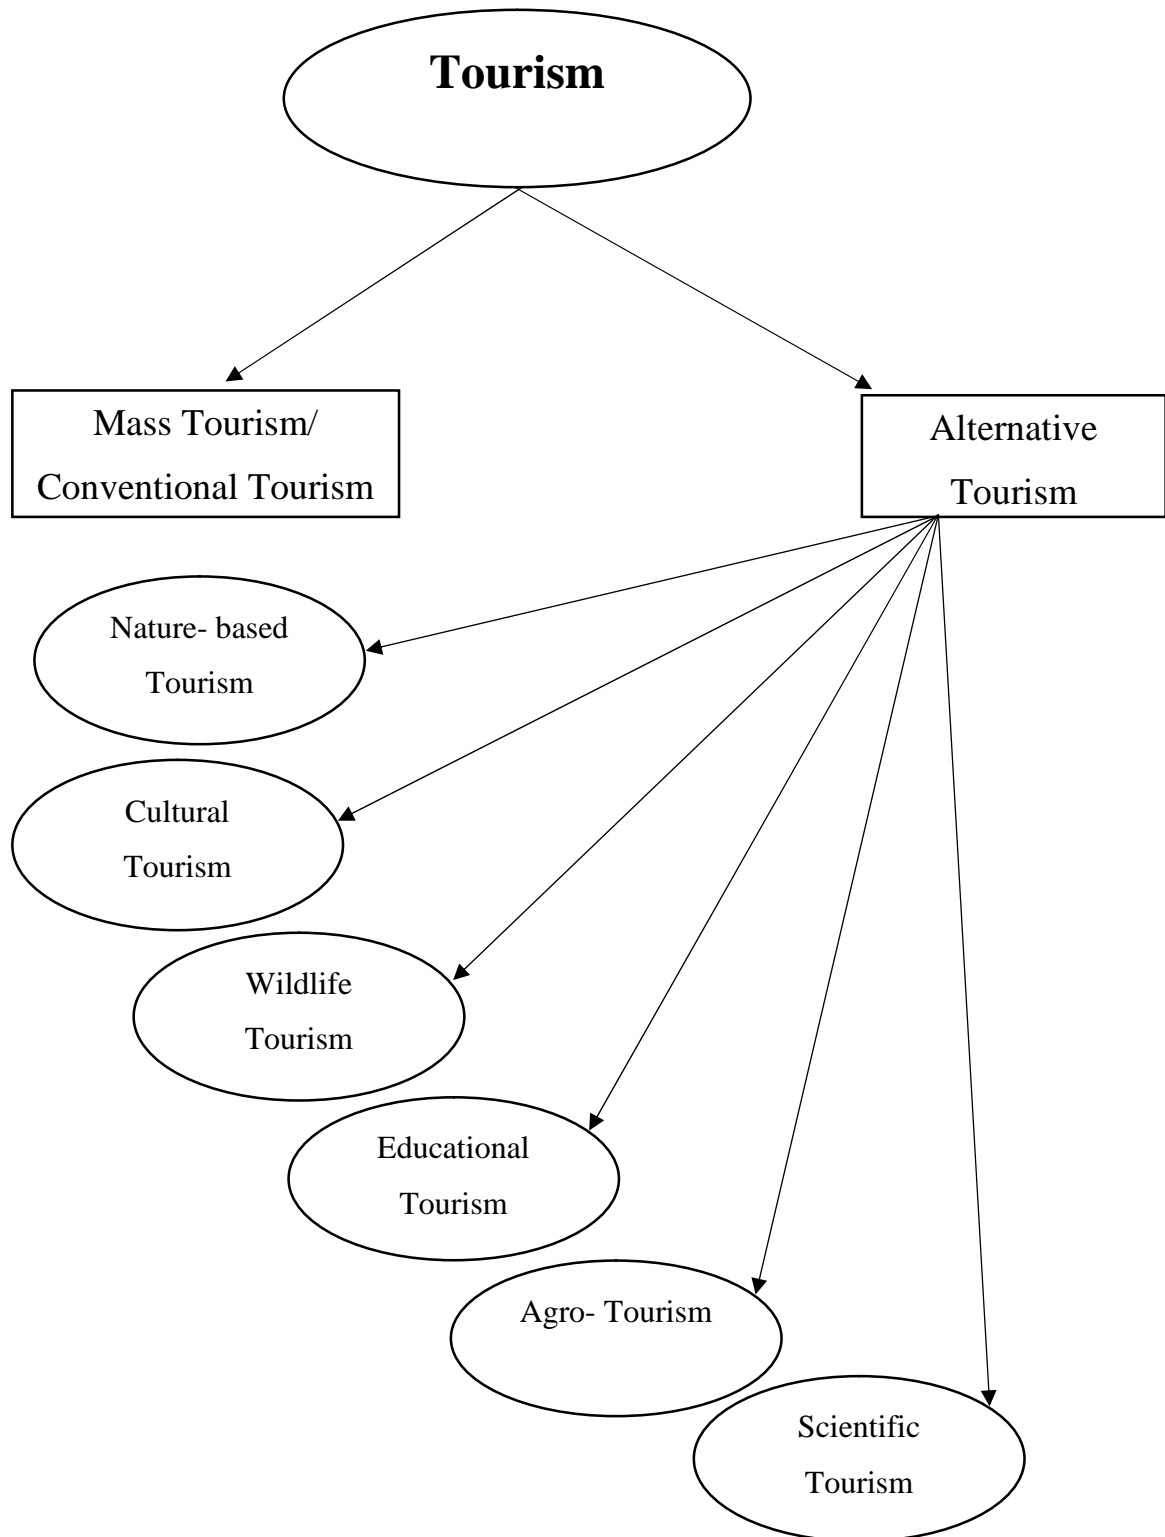 Tourism
Mass Tourism/
Conventional Tourism
Alternative
Tourism
Nature- based
Tourism
Cultural
Tourism
Wildlife
Tourism
Educational
Tourism
Agro- Tourism
Scientific
Tourism